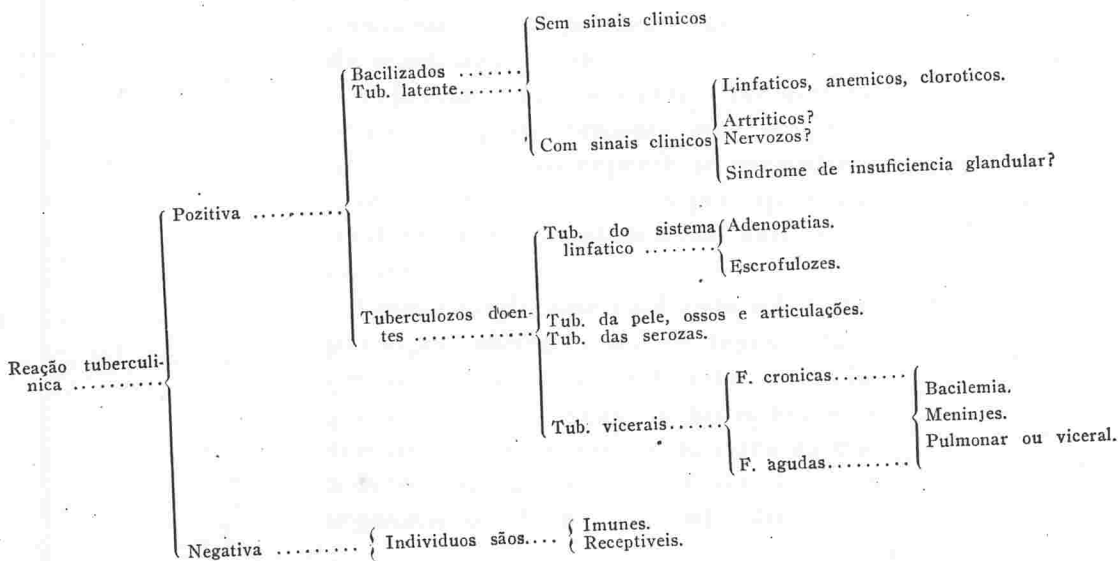 Sem sinais clinicos
Bacilizados .......
Tub. latente.......
Linfaticos, anemicos, cloroticos.
Artriticos?
Com sinais clinicos
Nervozos?
Sindrome de insuficiencia glandular?
Pozitiva ..........
Tub. do sistema
linfatico ........
Adenopatias.
Escrofulozes.
Tuberculozos doen-
tes .............
Tub. da pele, ossos e articulações.
Tub. das serozas.
Reação tuberculi-
nica ..........
F. cronicas........
Bacilemia.
Meninjes.
Tub. vicerais......
Pulmonar ou viceral.
F. agudas.........
Negativa .........
Individuos sãos....
Imunes.
Receptiveis.